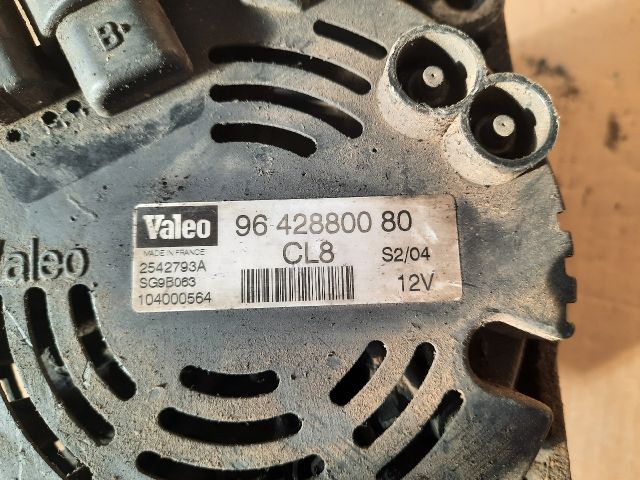 B+
Valeo
Valeo 96 428800 80
MADE IN FRANCE CL8 S2/04
2542793A
SG9B063 12V
104000564